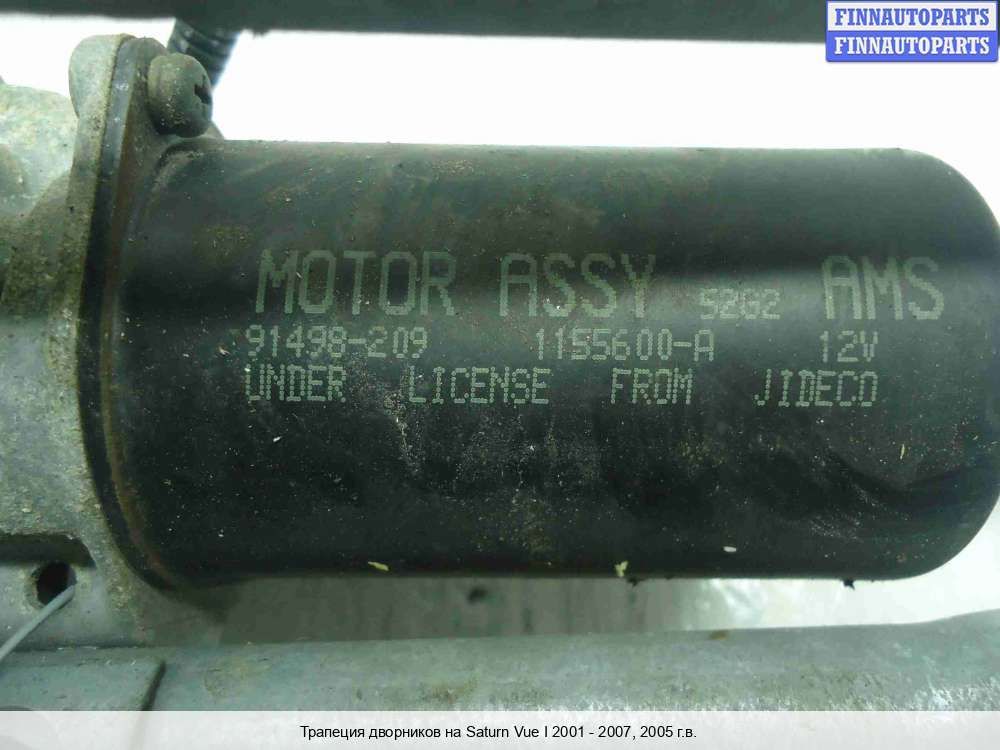 FINNAUTOPARTS
FINNAUTOPARTS
MOTOR ASSY 52G2 AMS
91498-209 1155600-A 12V
UNDER LICENSE FROM JIDECO
Трапеция дворников на Saturn Vue I 2001 - 2007, 2005 г.в.